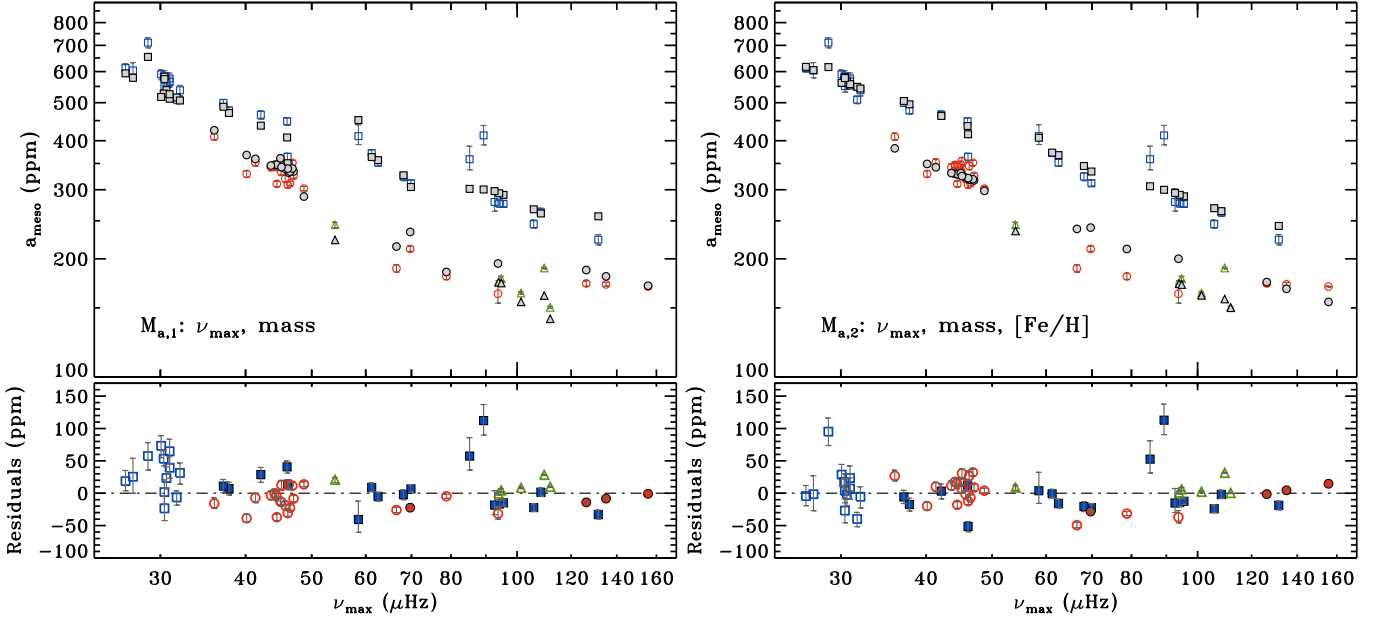 800
700
600
500
400
300
200
100
a_meso (ppm)
M_a,1: ν_max, mass
150
100
50
0
−50
−100
Residuals (ppm)
30 40 50 60 70 80 100 120 140 160
ν_max (μHz)
800
700
600
500
400
300
200
100
a_meso (ppm)
M_a,2: ν_max, mass, [Fe/H]
150
100
50
0
−50
−100
Residuals (ppm)
30 40 50 60 70 80 100 120 140 160
ν_max (μHz)